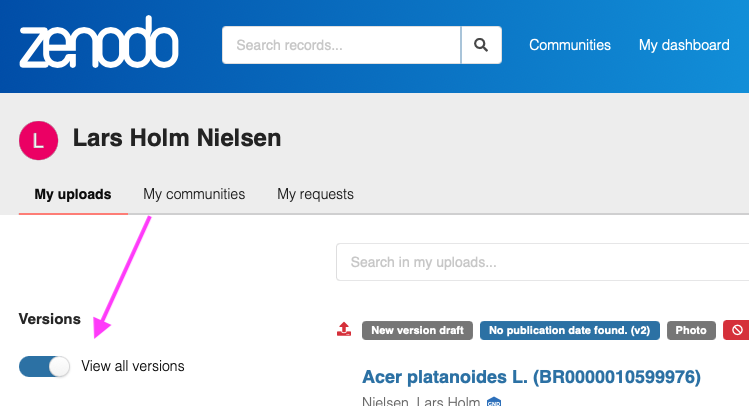 zenodo
Search records...
Communities
My dashboard
L
Lars Holm Nielsen
My uploads
My communities
My requests
Search in my uploads...
Versions
View all versions
New version draft
No publication date found. (v2)
Photo
Acer platanoides L. (BR0000010599976)
Nielsen, Lars Holm